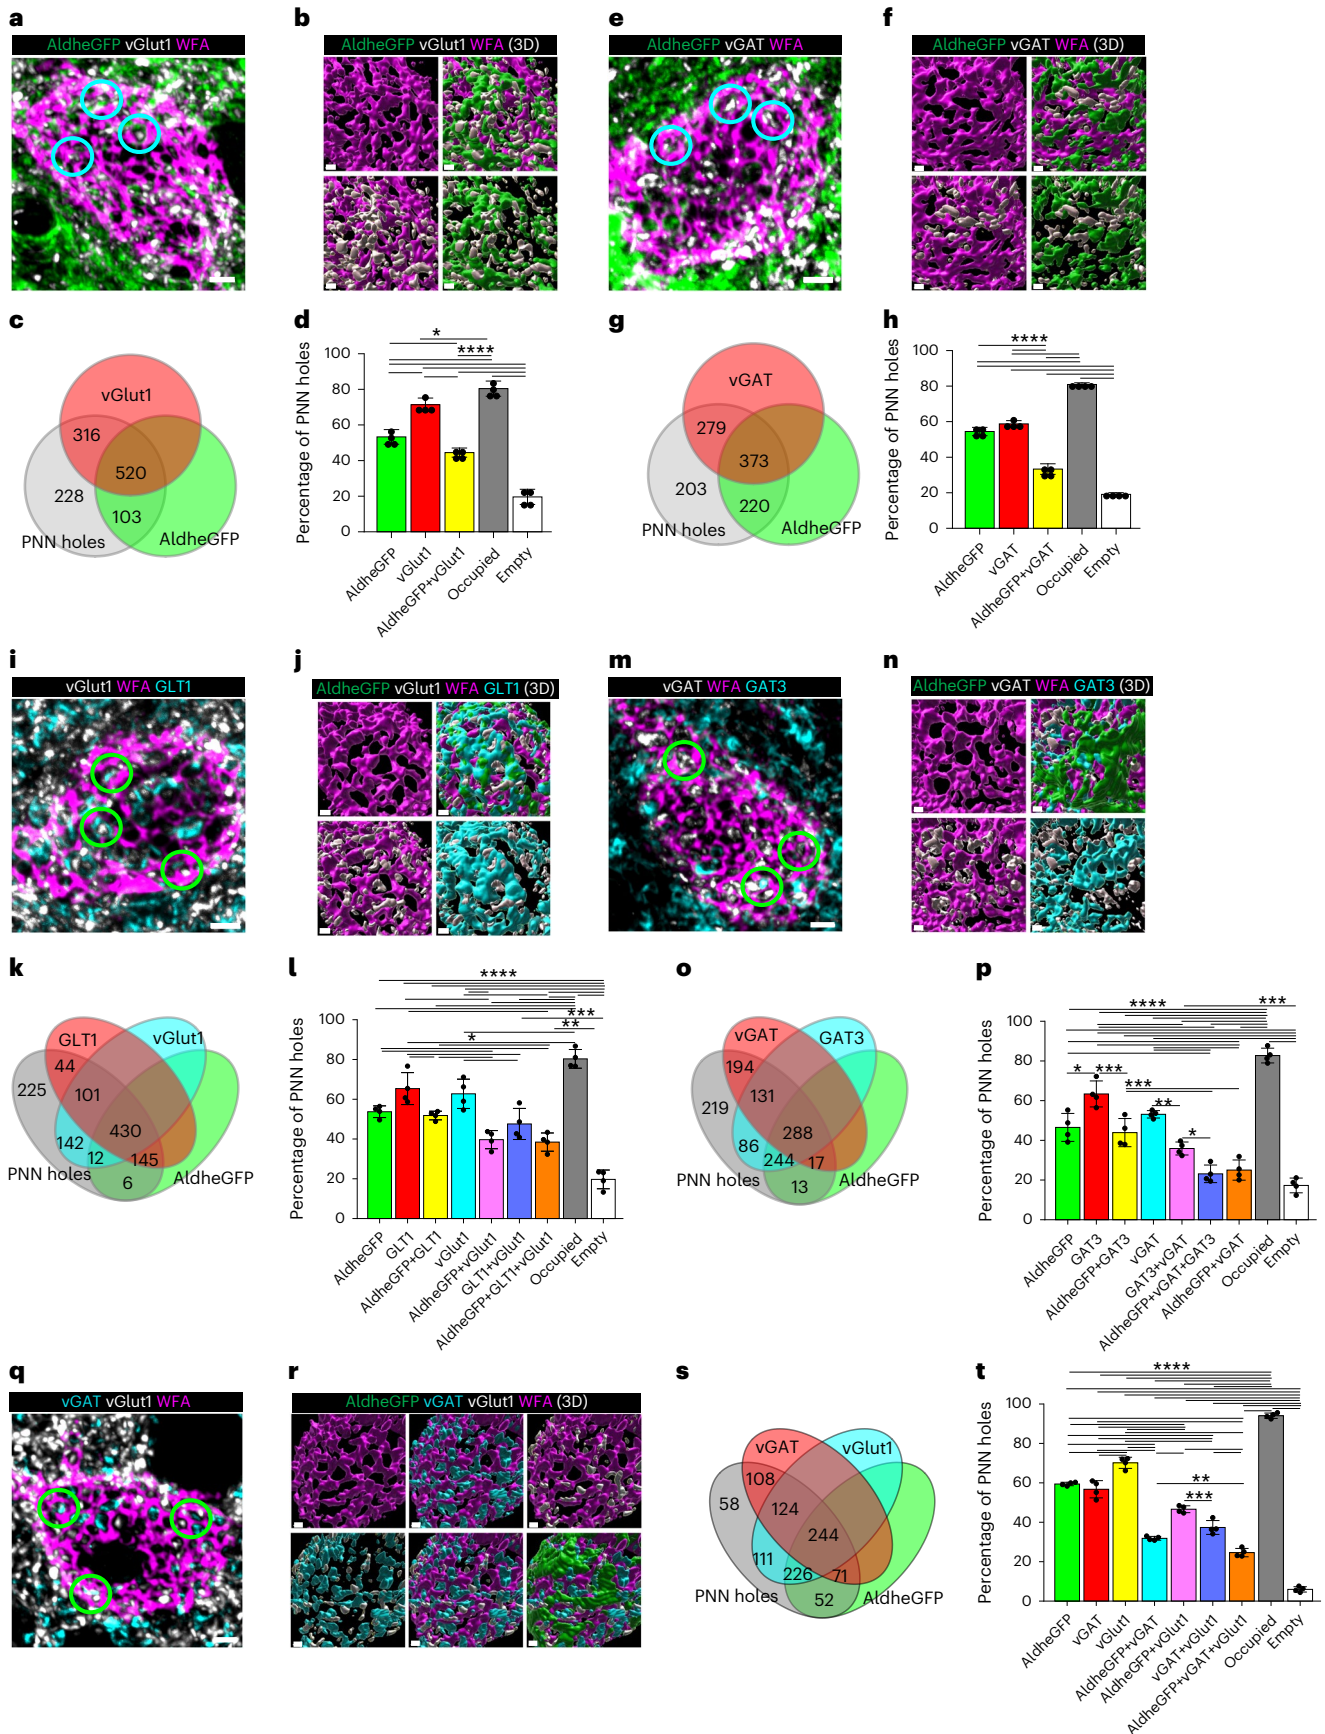 a
AldheGFP vGlut1 WFA
b
AldheGFP vGlut1 WFA (3D)
e
AldheGFP vGAT WFA
f
AldheGFP vGAT WFA (3D)
c
vGlut1
316
520
228
103
PNN holes
AldheGFP
d
Percentage of PNN holes
100
80
60
40
20
0
*
****
AldheGFP
vGlut1
AldheGFP+vGlut1
Occupied
Empty
g
vGAT
279
373
203
220
PNN holes
AldheGFP
h
Percentage of PNN holes
100
80
60
40
20
0
****
AldheGFP
vGAT
AldheGFP+vGAT
Occupied
Empty
i
vGlut1 WFA GLT1
j
AldheGFP vGlut1 WFA GLT1 (3D)
m
vGAT WFA GAT3
n
AldheGFP vGAT WFA GAT3 (3D)
k
GLT1
vGlut1
44
225
101
430
142
12
145
PNN holes
6
AldheGFP
l
Percentage of PNN holes
100
80
60
40
20
0
****
***
**
*
AldheGFP
GLT1
AldheGFP+GLT1
vGlut1
AldheGFP+vGlut1
GLT1+vGlut1
AldheGFP+GLT1+vGlut1
Occupied
Empty
o
vGAT
GAT3
194
219
131
288
86
244
17
PNN holes
13
AldheGFP
p
Percentage of PNN holes
100
80
60
40
20
0
****
***
*
***
***
**
*
AldheGFP
GAT3
AldheGFP+GAT3
vGAT
GAT3+vGAT
AldheGFP+vGAT+GAT3
AldheGFP+vGAT
Occupied
Empty
q
vGAT vGlut1 WFA
r
AldheGFP vGAT vGlut1 WFA (3D)
s
vGAT
vGlut1
108
58
124
244
111
226
71
PNN holes
52
AldheGFP
t
Percentage of PNN holes
100
80
60
40
20
0
****
**
***
AldheGFP
vGAT
vGlut1
AldheGFP+vGAT
AldheGFP+vGlut1
vGAT+vGlut1
AldheGFP+vGAT+vGlut1
Occupied
Empty